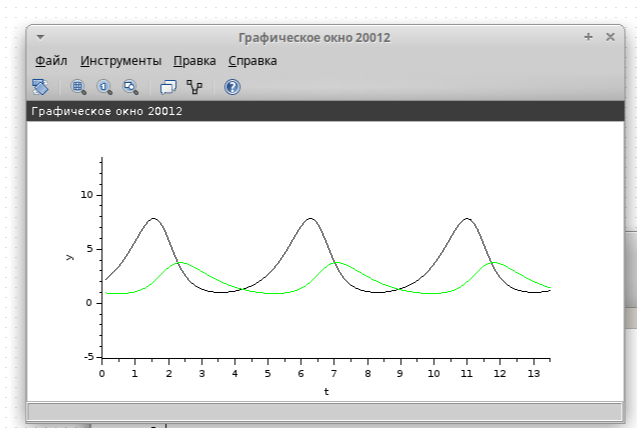 Графическое окно 20012
Файл Инструменты Правка Справка
Графическое окно 20012
10
5
0
-5
y
0 1 2 3 4 5 6 7 8 9 10 11 12 13
t